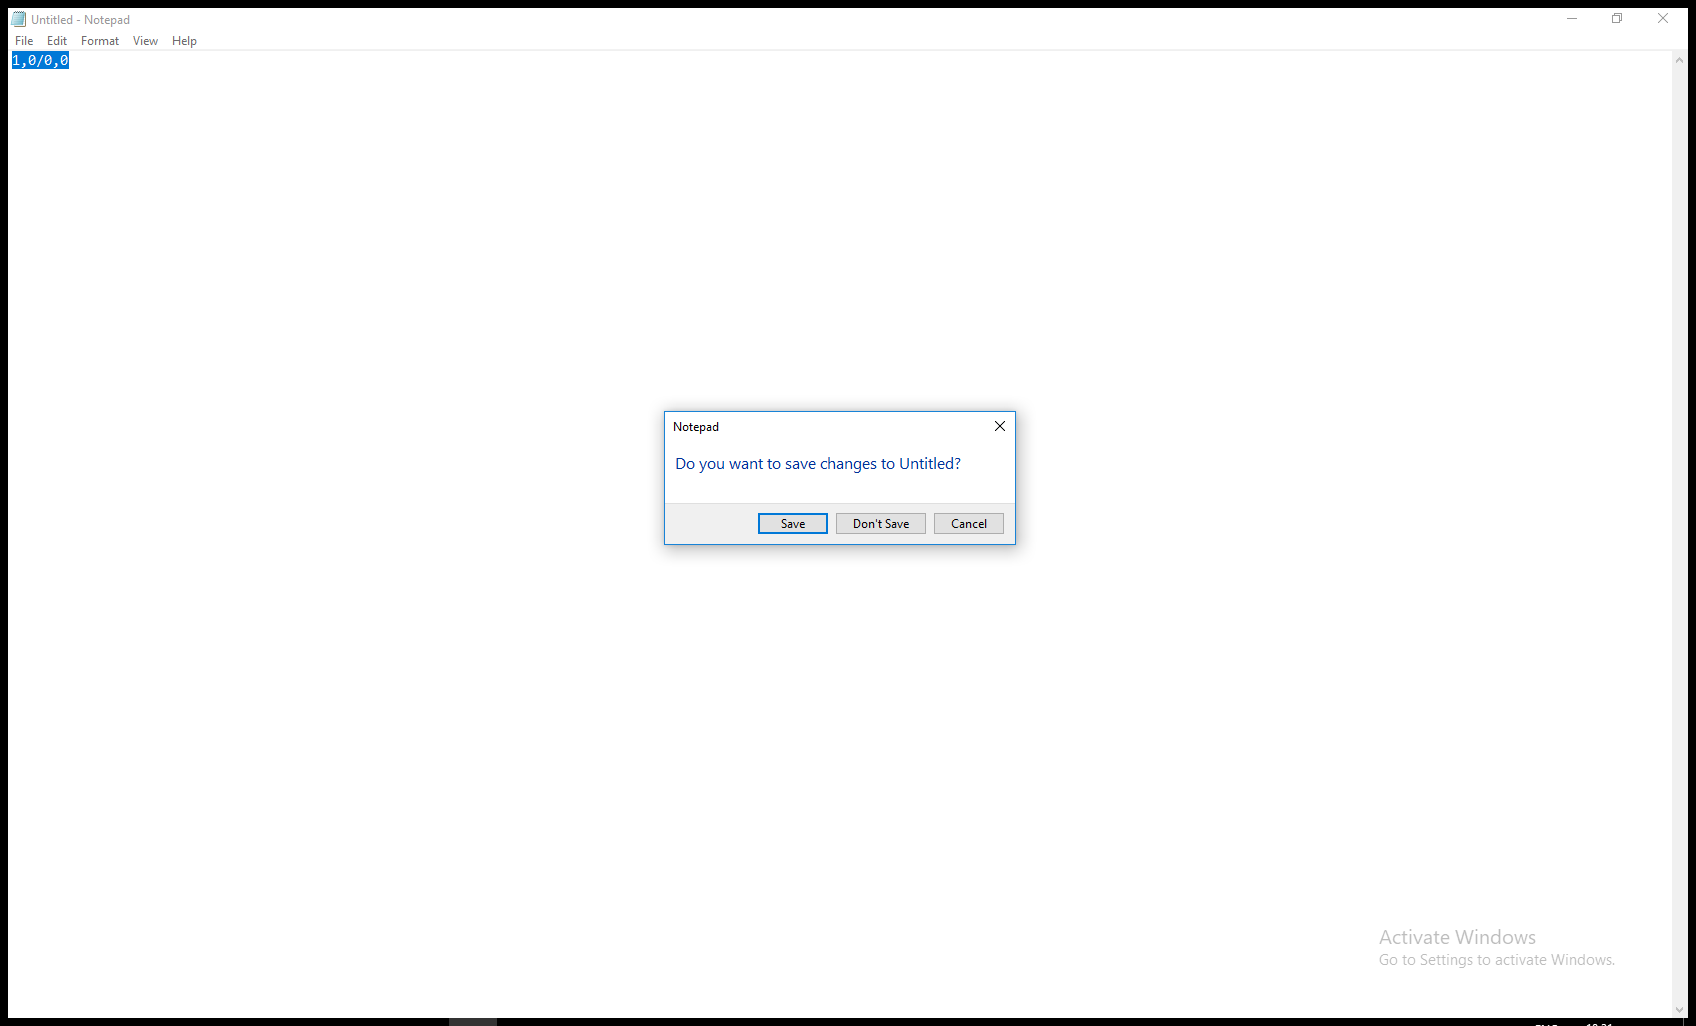 Untitled - Notepad
File Edit Format View Help
1,0/0,0
Notepad
Do you want to save changes to Untitled?
Save Don't Save Cancel
Activate Windows
Go to Settings to activate Windows.